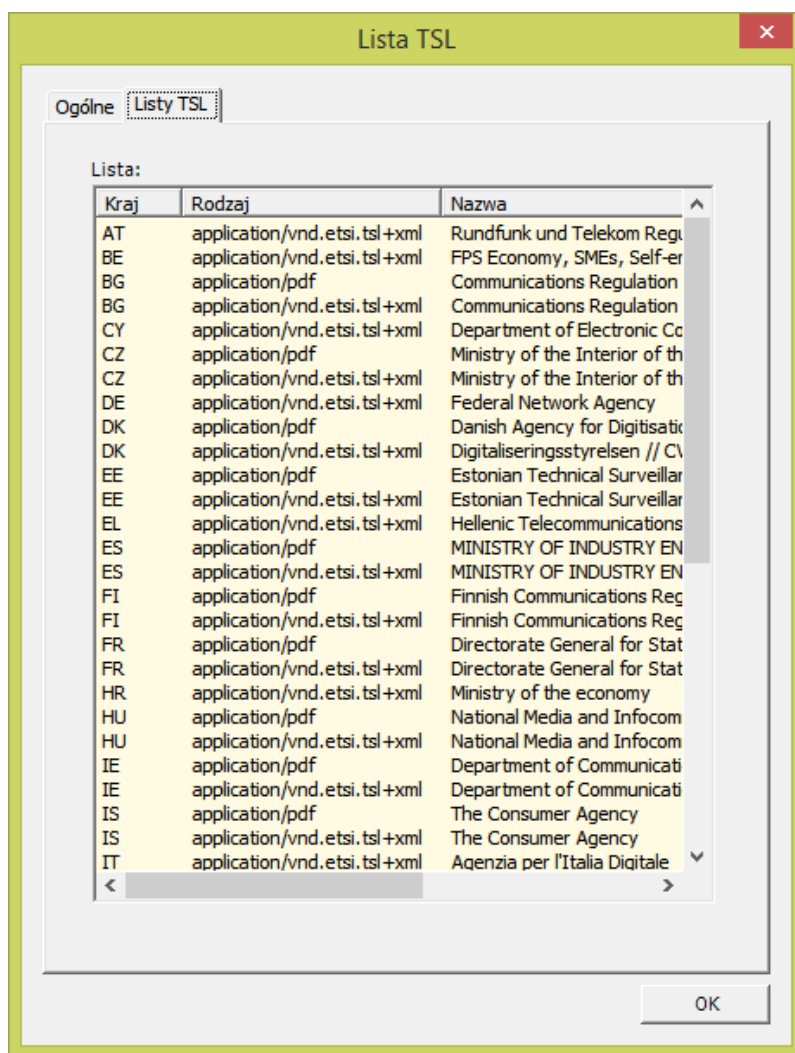 Lista TSL
Ogólne Listy TSL
Lista:
Kraj Rodzaj Nazwa
AT application/vnd.etsi.tsl+xml Rundfunk und Telekom Regu
BE application/vnd.etsi.tsl+xml FPS Economy, SMEs, Self-er
BG application/pdf Communications Regulation
BG application/vnd.etsi.tsl+xml Communications Regulation
CY application/vnd.etsi.tsl+xml Department of Electronic Co
CZ application/pdf Ministry of the Interior of th
CZ application/vnd.etsi.tsl+xml Ministry of the Interior of th
DE application/vnd.etsi.tsl+xml Federal Network Agency
DK application/pdf Danish Agency for Digitisatio
DK application/vnd.etsi.tsl+xml Digitaliseringsstyrelsen // CV
EE application/pdf Estonian Technical Surveillar
EE application/vnd.etsi.tsl+xml Estonian Technical Surveillar
EL application/vnd.etsi.tsl+xml Hellenic Telecommunications
ES application/pdf MINISTRY OF INDUSTRY EN
ES application/vnd.etsi.tsl+xml MINISTRY OF INDUSTRY EN
FI application/pdf Finnish Communications Reg
FI application/vnd.etsi.tsl+xml Finnish Communications Reg
FR application/pdf Directorate General for Stat
FR application/vnd.etsi.tsl+xml Directorate General for Stat
HR application/vnd.etsi.tsl+xml Ministry of the economy
HU application/pdf National Media and Infocom
HU application/vnd.etsi.tsl+xml National Media and Infocom
IE application/pdf Department of Communicati
IE application/vnd.etsi.tsl+xml Department of Communicati
IS application/pdf The Consumer Agency
IS application/vnd.etsi.tsl+xml The Consumer Agency
IT application/vnd.etsi.tsl+xml Agenzia per l'Italia Digitale
OK